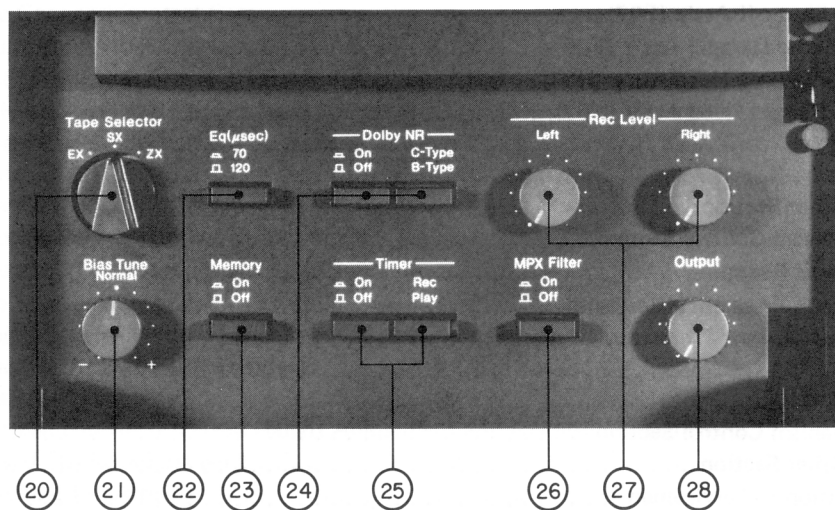 Tape Selector
SX
EX
ZX
Eq(μsec)
70
120
Dolby NR
On
C-Type
Off
B-Type
Rec Level
Left
Right
Bias Tune
Normal
−
+
Memory
On
Off
Timer
On
Rec
Off
Play
MPX Filter
On
Off
Output
20
21
22
23
24
25
26
27
28